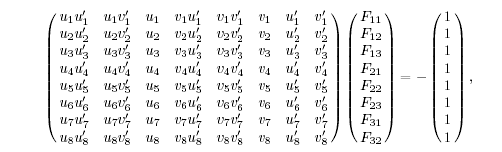 u₁u′₁ u₁v′₁ u₁ v₁u′₁ v₁v′₁ v₁ u′₁ v′₁ F₁₁ 1
u₂u′₂ u₂v′₂ u₂ v₂u′₂ v₂v′₂ v₂ u′₂ v′₂ F₁₂ 1
u₃u′₃ u₃v′₃ u₃ v₃u′₃ v₃v′₃ v₃ u′₃ v′₃ F₁₃ 1
u₄u′₄ u₄v′₄ u₄ v₄u′₄ v₄v′₄ v₄ u′₄ v′₄ F₂₁ = − 1 ,
u₅u′₅ u₅v′₅ u₅ v₅u′₅ v₅v′₅ v₅ u′₅ v′₅ F₂₂ 1
u₆u′₆ u₆v′₆ u₆ v₆u′₆ v₆v′₆ v₆ u′₆ v′₆ F₂₃ 1
u₇u′₇ u₇v′₇ u₇ v₇u′₇ v₇v′₇ v₇ u′₇ v′₇ F₃₁ 1
u₈u′₈ u₈v′₈ u₈ v₈u′₈ v₈v′₈ v₈ u′₈ v′₈ F₃₂ 1